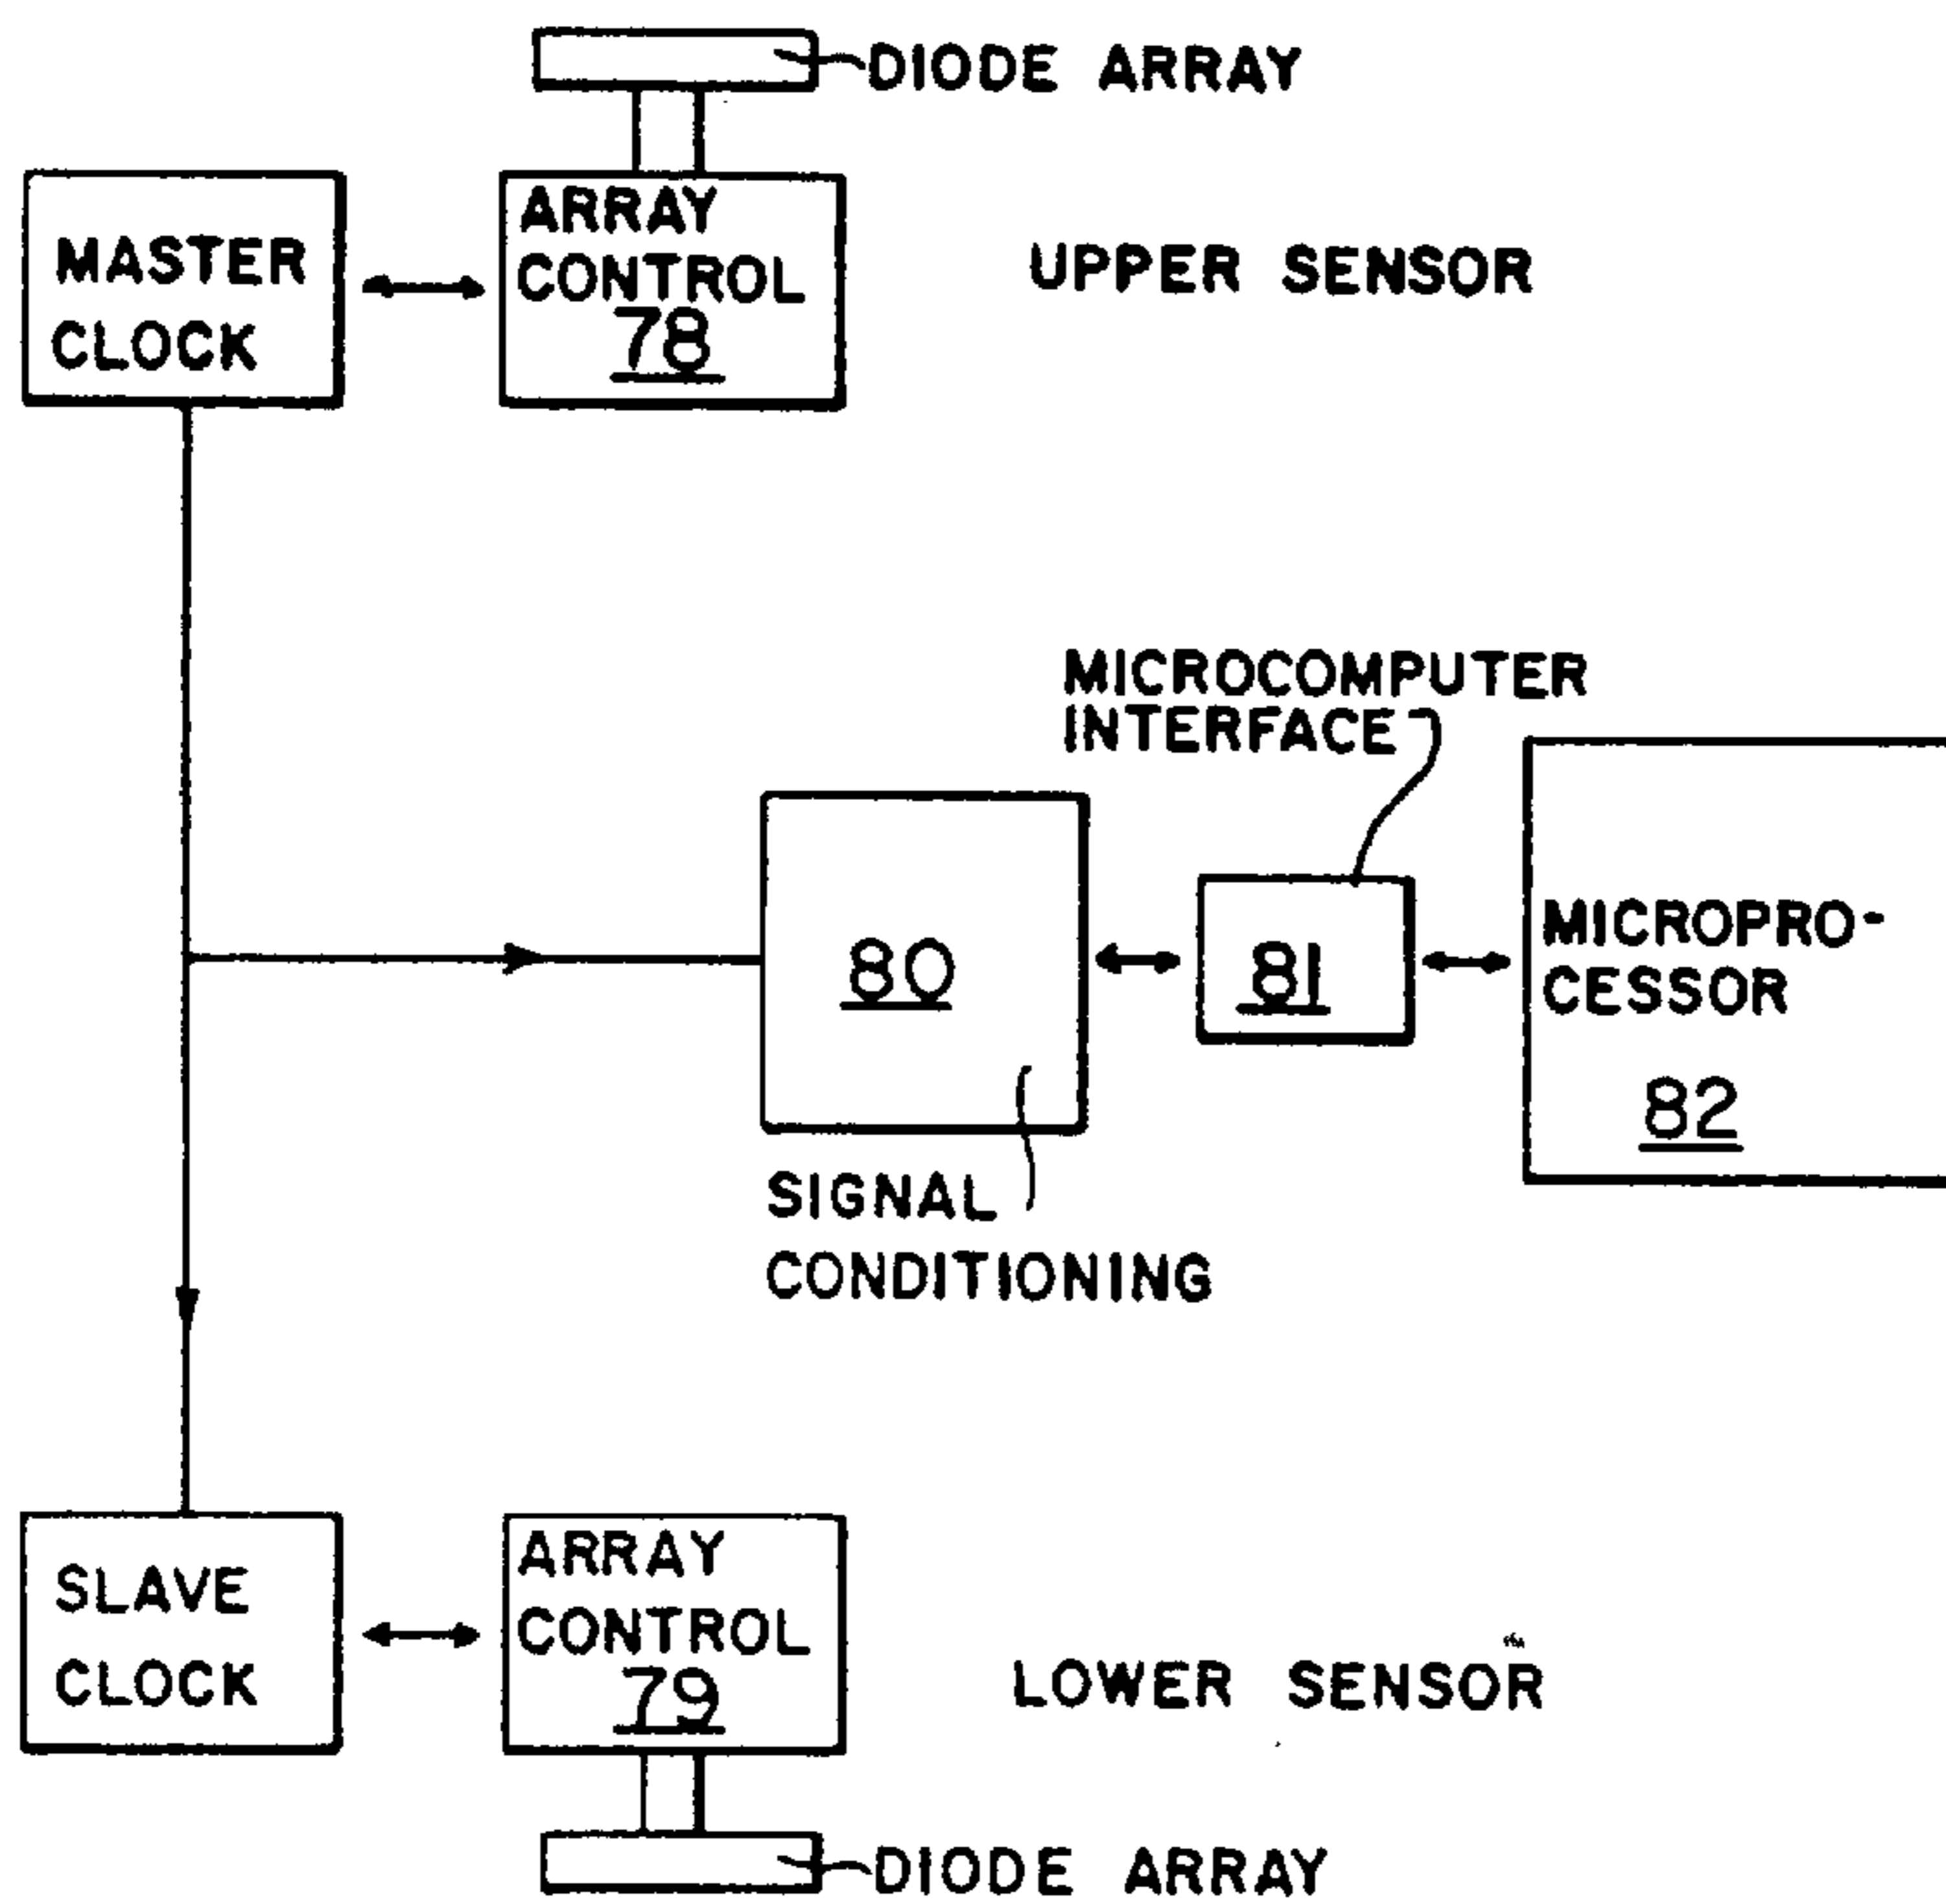 DIODE ARRAY
MASTER
CLOCK
ARRAY
CONTROL
78
UPPER SENSOR
MICROCOMPUTER
INTERFACE
80
81
MICROPRO-
CESSOR
82
SIGNAL
CONDITIONING
SLAVE
CLOCK
ARRAY
CONTROL
79
LOWER SENSOR
DIODE ARRAY